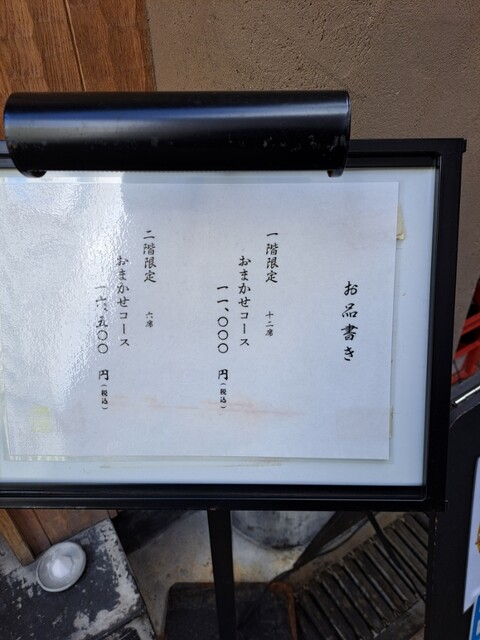 お品書き
一階限定 十二席
おまかせコース
一一、〇〇〇 円(税込)
二階限定 六席
おまかせコース
一六、五〇〇 円(税込)